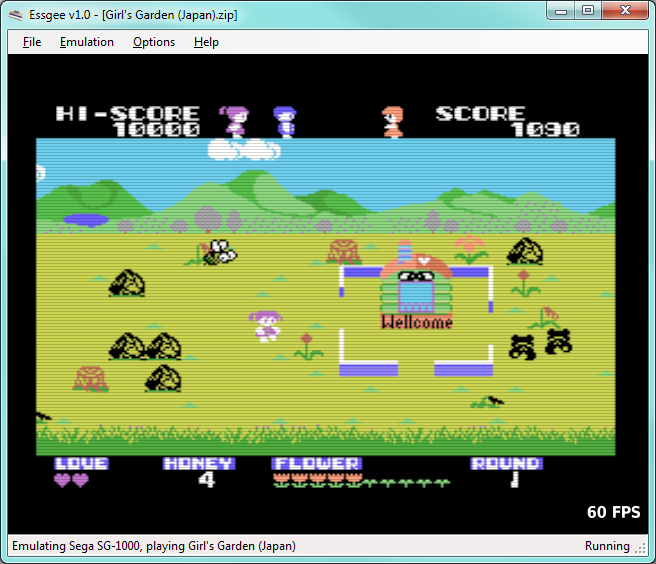 Essgee v1.0 - [Girl's Garden (Japan).zip]
File Emulation Options Help
HI-SCORE SCORE
10000 1090
Wellcome
LOVE HONEY FLOWER ROUND
4 1
60 FPS
Emulating Sega SG-1000, playing Girl's Garden (Japan) Running